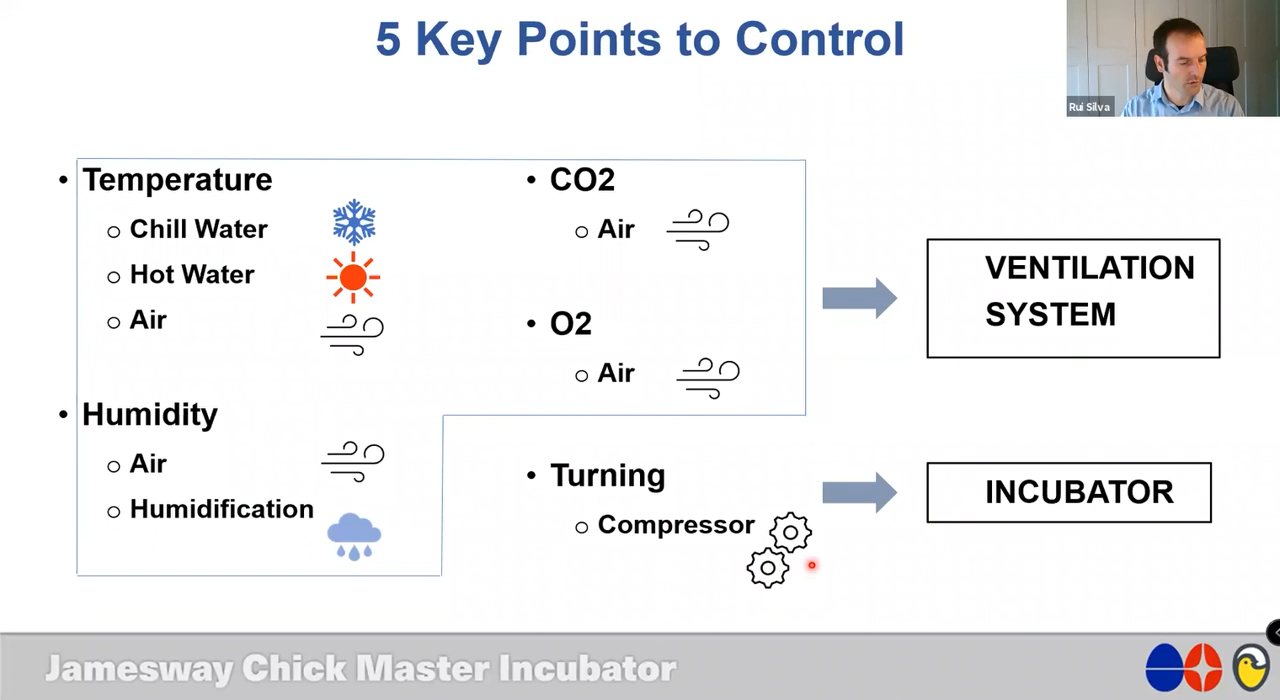 5 Key Points to Control
Rui Silva
• Temperature
○ Chill Water
○ Hot Water
○ Air
• Humidity
○ Air
○ Humidification
• CO2
○ Air
• O2
○ Air
• Turning
○ Compressor
VENTILATION
SYSTEM
INCUBATOR
Jamesway Chick Master Incubator